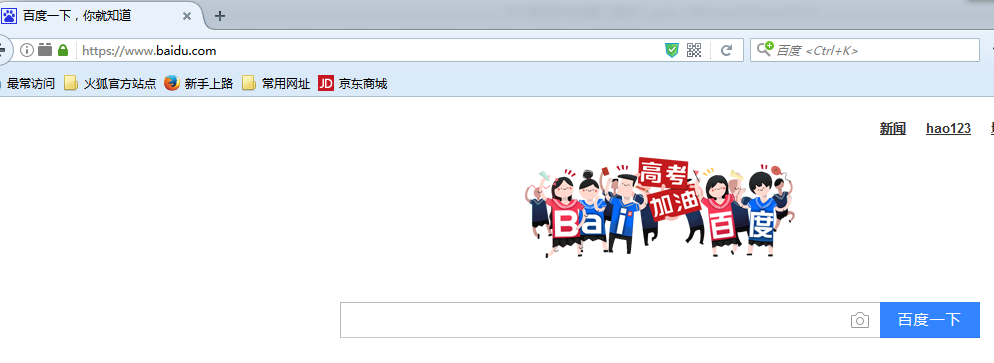 百度一下，你就知道
https://www.baidu.com
百度 <Ctrl+K>
最常访问 火狐官方站点 新手上路 常用网址 JD 京东商城
新闻 hao123
高考
加油
Bai 百度
百度一下